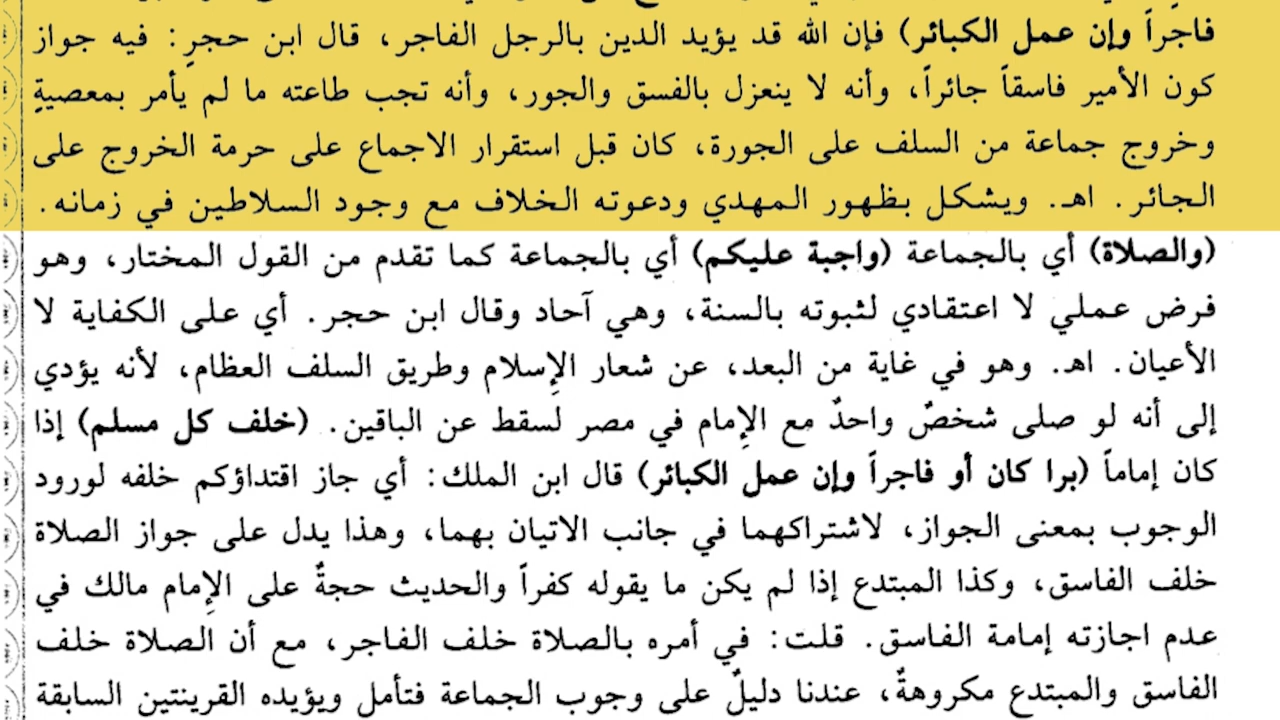 فاجراً وإن عمل الكبائر) فإن الله قد يؤيد الدين بالرجل الفاجر، قال ابن حجرٍ: فيه جواز
كون الأمير فاسقاً جائراً، وأنه لا ينعزل بالفسق والجور، وأنه تجب طاعته ما لم يأمر بمعصيةٍ
وخروج جماعة من السلف على الجورة، كان قبل استقرار الاجماع على حرمة الخروج على
الجائر. اهـ. ويشكل بظهور المهدي ودعوته الخلاف مع وجود السلاطين في زمانه.
(والصلاة) أي بالجماعة (واجبة عليكم) أي بالجماعة كما تقدم من القول المختار، وهو
فرض عملي لا اعتقادي لثبوته بالسنة، وهي آحاد وقال ابن حجر. أي على الكفاية لا
الأعيان. اهـ. وهو في غاية من البعد، عن شعار الإِسلام وطريق السلف العظام، لأنه يؤدي
إلى أنه لو صلى شخصٌ واحدٌ مع الإِمام في مصر لسقط عن الباقين. (خلف كل مسلم) إذا
كان إماماً (برا كان أو فاجراً وإن عمل الكبائر) قال ابن الملك: أي جاز اقتداؤكم خلفه لورود
الوجوب بمعنى الجواز، لاشتراكهما في جانب الاتيان بهما، وهذا يدل على جواز الصلاة
خلف الفاسق، وكذا المبتدع إذا لم يكن ما يقوله كفراً والحديث حجةٌ على الإِمام مالك في
عدم اجازته إمامة الفاسق. قلت: في أمره بالصلاة خلف الفاجر، مع أن الصلاة خلف
الفاسق والمبتدع مكروهةٌ، عندنا دليلٌ على وجوب الجماعة فتأمل ويؤيده القرينتين السابقة